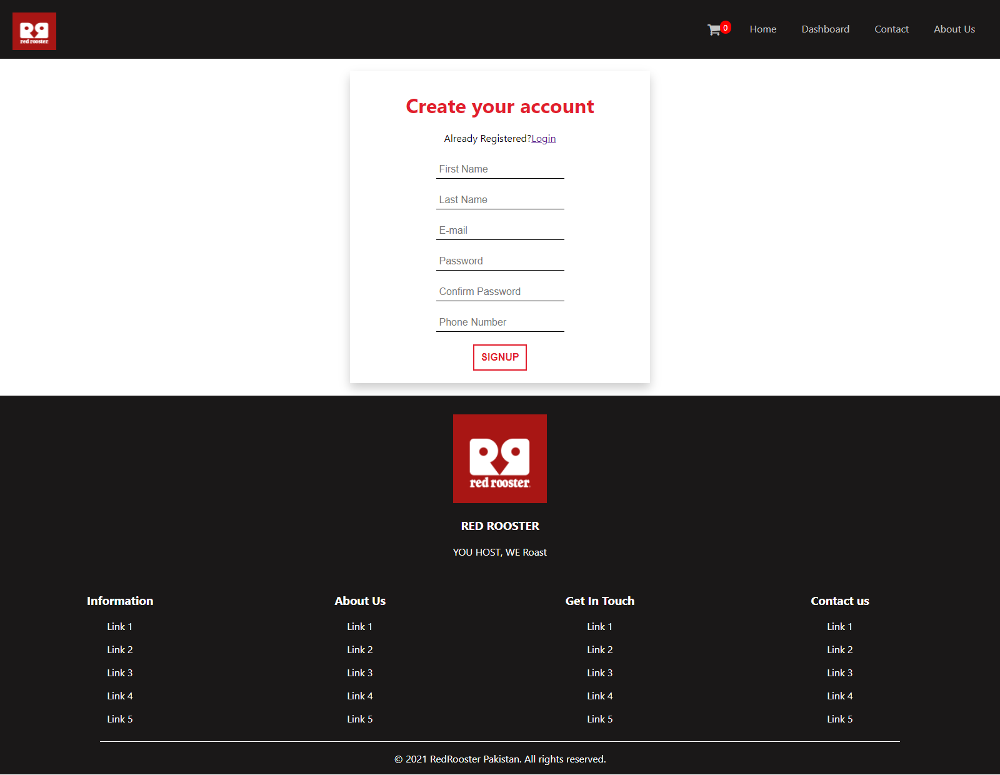 RR
red rooster
0
Home
Dashboard
Contact
About Us
Create your account
Already Registered?Login
First Name
Last Name
E-mail
Password
Confirm Password
Phone Number
SIGNUP
RR
red rooster
RED ROOSTER
YOU HOST, WE Roast
Information
Link 1
Link 2
Link 3
Link 4
Link 5
About Us
Link 1
Link 2
Link 3
Link 4
Link 5
Get In Touch
Link 1
Link 2
Link 3
Link 4
Link 5
Contact us
Link 1
Link 2
Link 3
Link 4
Link 5
© 2021 RedRooster Pakistan. All rights reserved.